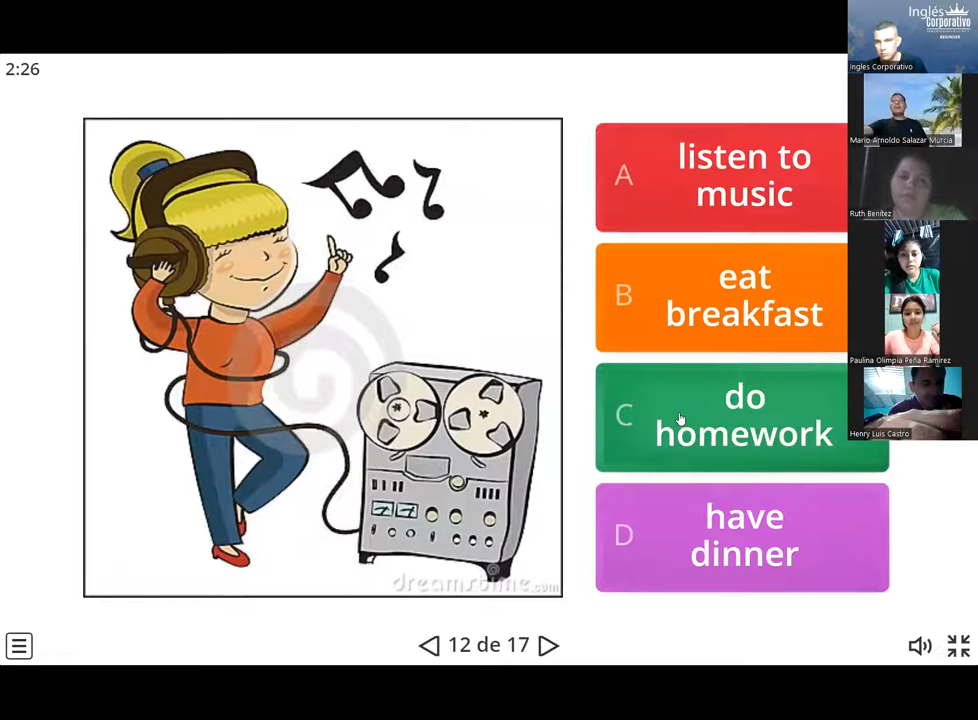 2:26
A
listen to
music
B
eat
breakfast
C
do
homework
D
have
dinner
dreamstime.com
12 de 17
Inglés
Corporativo
BEGINNER
Ingles Corporativo
Mario Arnoldo Salazar Murcia
Ruth Benítez
Paulina Olimpia Peña Ramirez
Henry Luis Castro